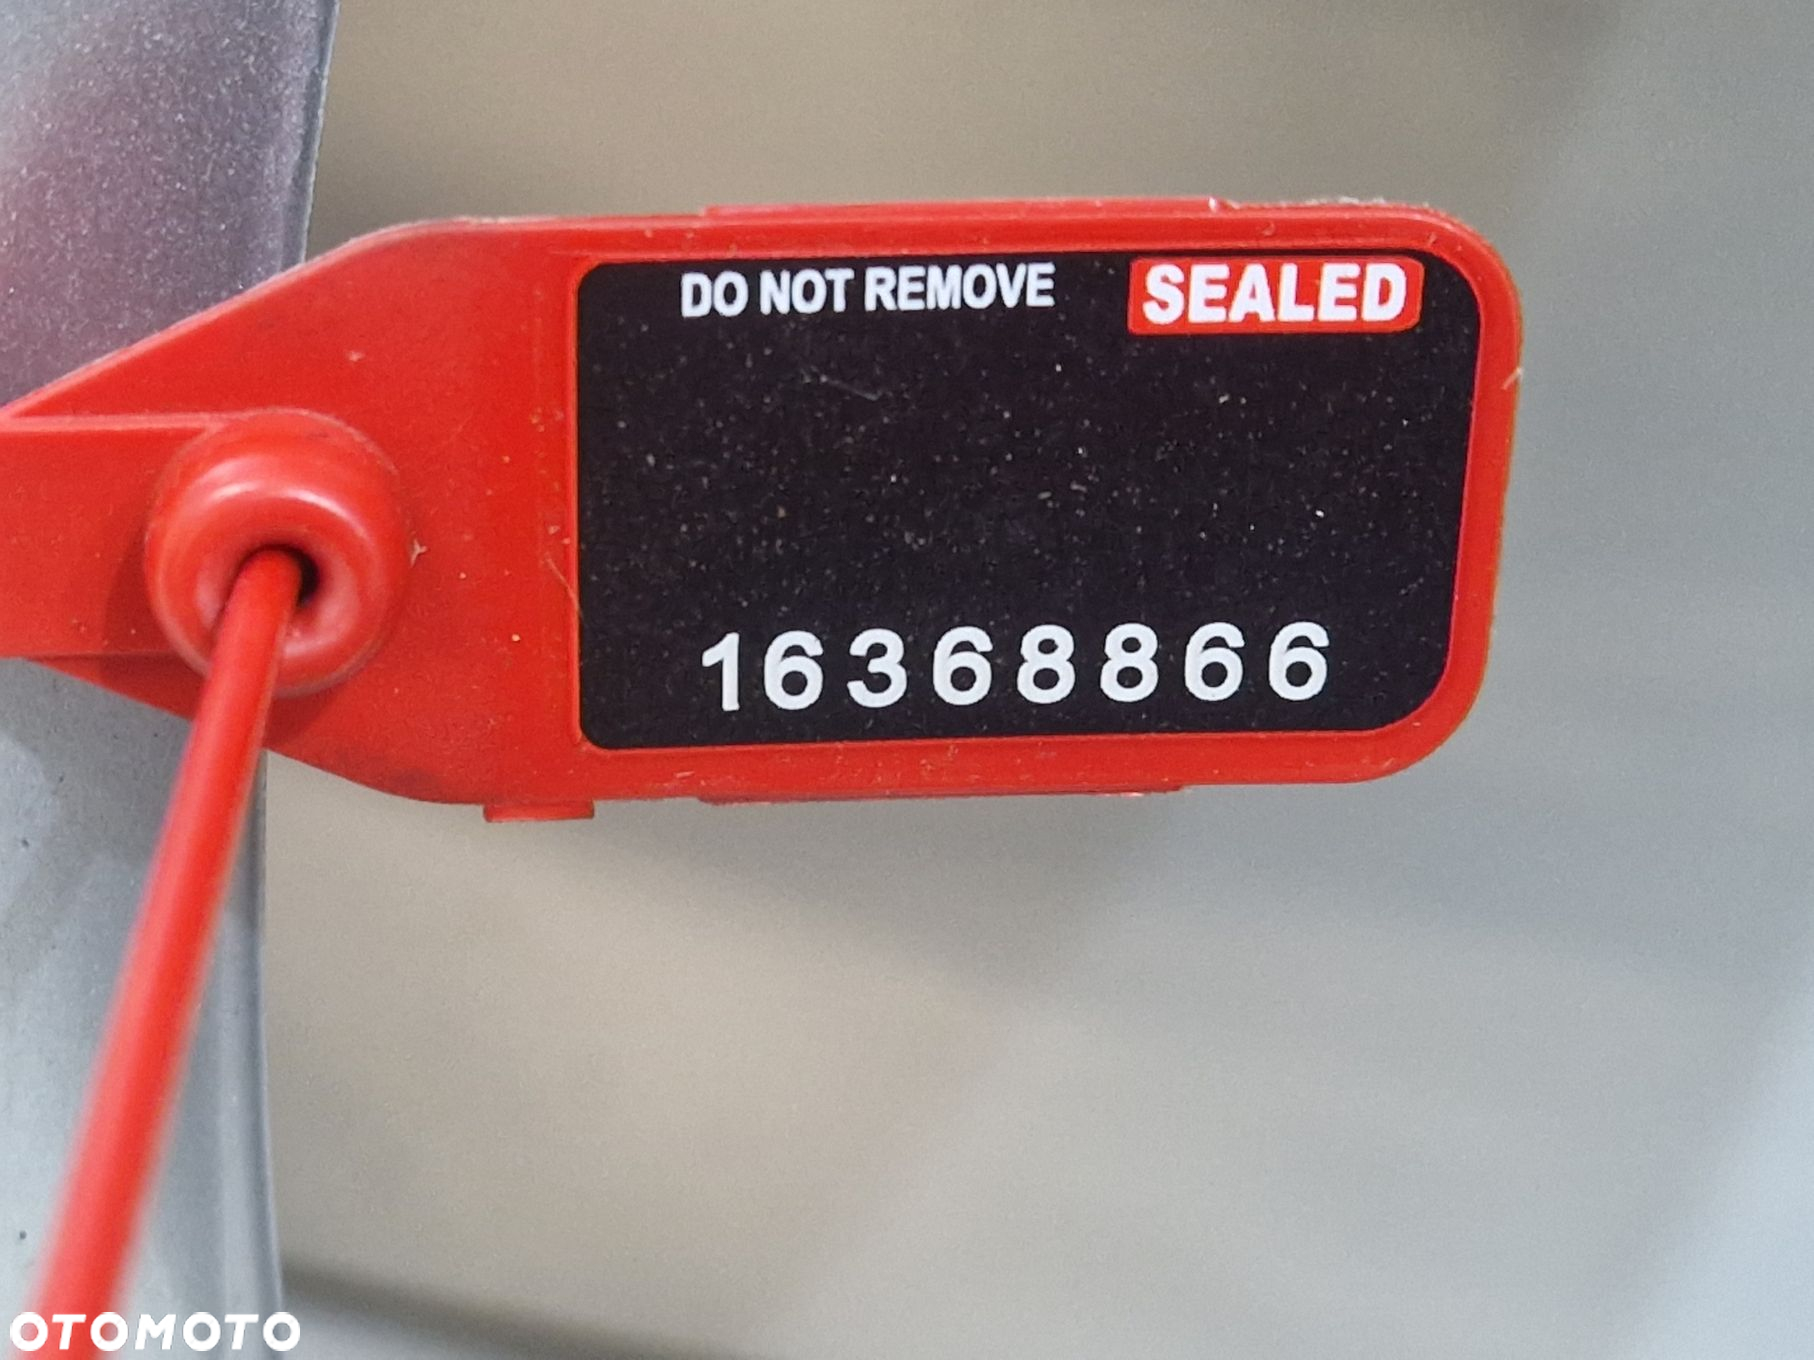 DO NOT REMOVE SEALED
16368866
OTOMOTO